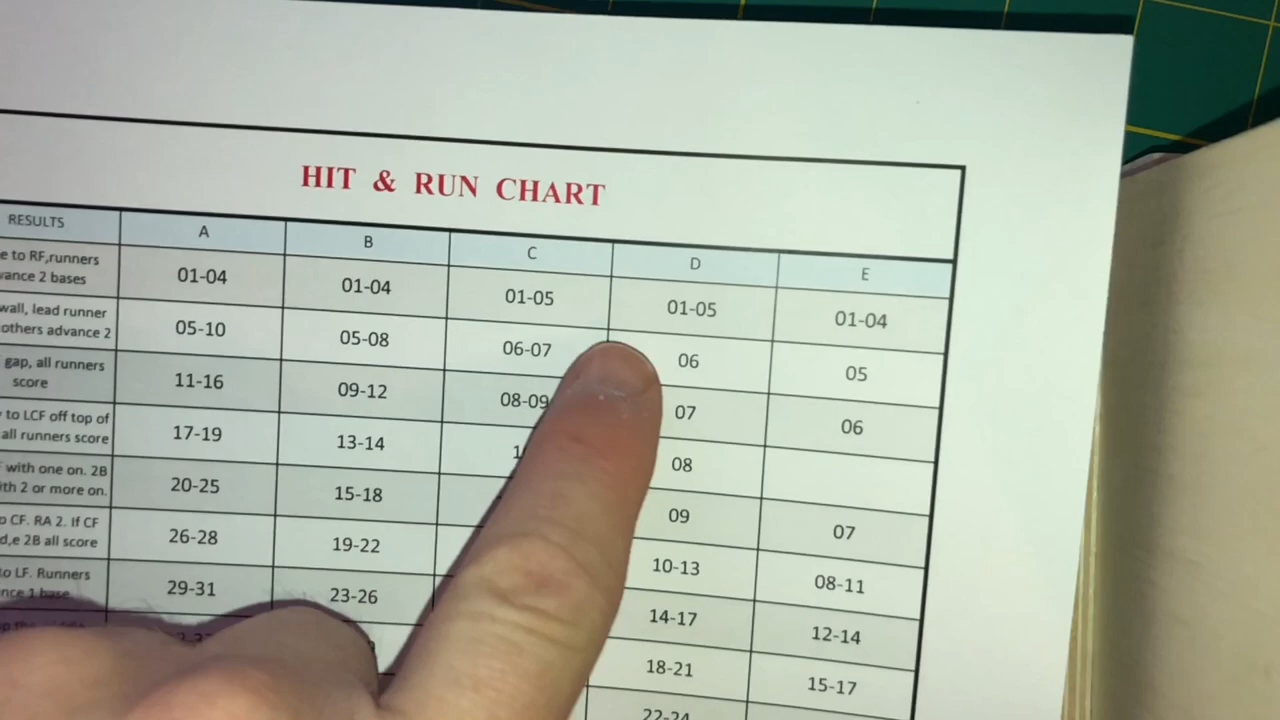 HIT & RUN CHART
RESULTS A B C D E
e to RF,runners
vance 2 bases 01-04 01-04 01-05 01-05 01-04
wall, lead runner
others advance 2 05-10 05-08 06-07 06 05
gap, all runners
score 11-16 09-12 08-09 07 06
to LCF off top of
all runners score 17-19 13-14 08
with one on. 2B
ith 2 or more on. 20-25 15-18 09 07
o CF. RA 2. If CF
d,e 2B all score 26-28 19-22 10-13 08-11
to LF. Runners
nce 1 base 29-31 23-26 14-17 12-14
18-21 15-17
22-24